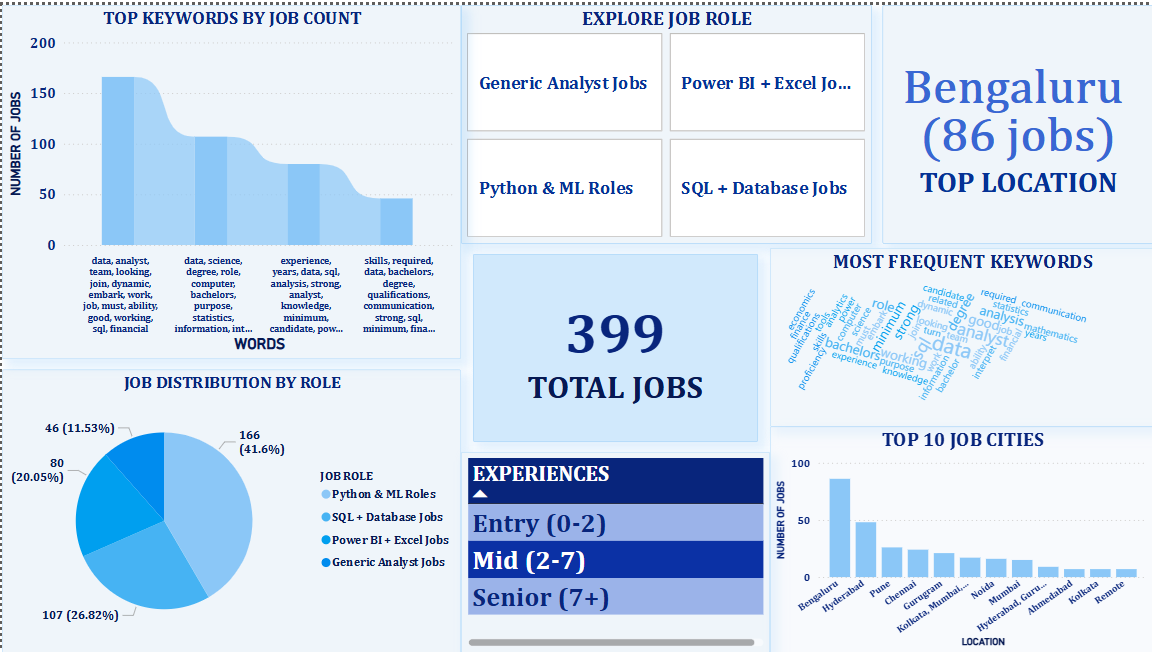 TOP KEYWORDS BY JOB COUNT
NUMBER OF JOBS
200
150
100
50
0
data, analyst,
team, looking,
join, dynamic,
embark, work,
job, must, ability,
good, working,
sql, financial
data, science,
degree, role,
computer,
bachelors,
purpose,
statistics,
information, int...
experience,
years, data, sql,
analysis, strong,
analyst,
knowledge,
minimum,
candidate, pow...
skills, required,
data, bachelors,
degree,
qualifications,
communication,
strong, sql,
minimum, fina...
WORDS
EXPLORE JOB ROLE
Generic Analyst Jobs
Power BI + Excel Jo...
Python & ML Roles
SQL + Database Jobs
Bengaluru
(86 jobs)
TOP LOCATION
399
TOTAL JOBS
MOST FREQUENT KEYWORDS
economics
finance
qualifications
tools
skills
analytics
power
computer
science
must
embark
role
minimum
strong
candidate
related
dynamic
degree
required
communication
statistics
analysis
mathematics
years
looking
turn
team
good
job
join
analyst
financial
sql
data
bachelors
working
purpose
experience
knowledge
proficiency
work
information
bachelor
ability
interpret
JOB DISTRIBUTION BY ROLE
46 (11.53%)
166
(41.6%)
80
(20.05%)
107 (26.82%)
JOB ROLE
Python & ML Roles
SQL + Database Jobs
Power BI + Excel Jobs
Generic Analyst Jobs
EXPERIENCES
Entry (0-2)
Mid (2-7)
Senior (7+)
TOP 10 JOB CITIES
NUMBER OF JOBS
100
50
0
Bengaluru
Hyderabad
Pune
Chennai
Gurugram
Kolkata, Mumbai,...
Noida
Mumbai
Hyderabad, Guru...
Ahmedabad
Kolkata
Remote
LOCATION